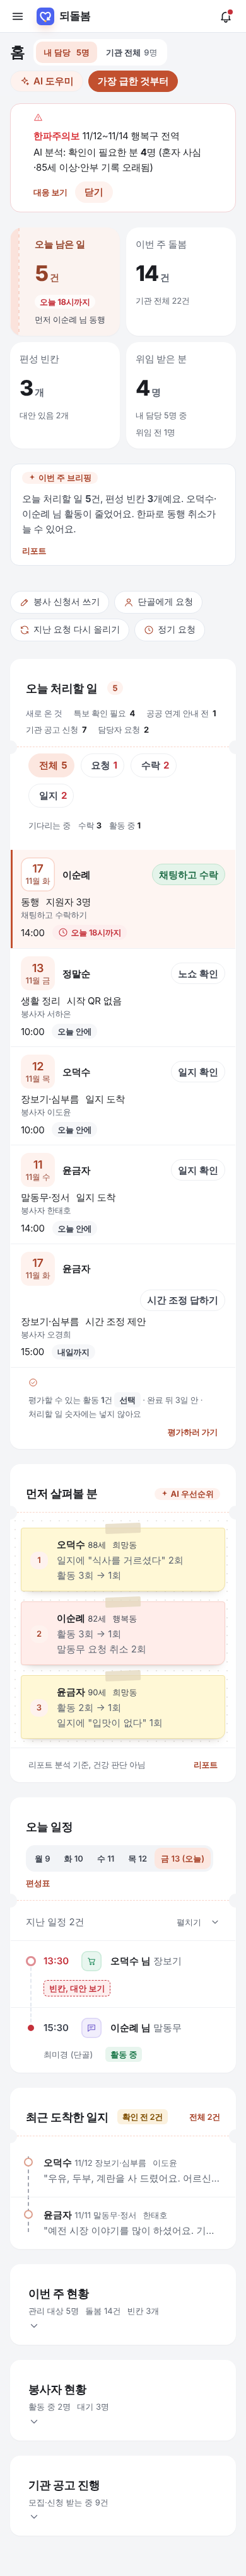 되돌봄
홈 내 담당 5명 기관 전체 9명
AI 도우미 가장 급한 것부터
한파주의보 11/12~11/14 행복구 전역
AI 분석: 확인이 필요한 분 4명 (혼자 사심
·85세 이상·안부 기록 모래됨)
대응 보기 닫기
오늘 남은 일
5건
오늘 18시까지
먼저 이순례 님 동행
이번 주 돌봄
14건
기관 전체 22건
편성 빈칸
3개
대안 있음 2개
위임 받은 분
4명
내 담당 5명 중
위임 전 1명
이번 주 브리핑
오늘 처리할 일 5건, 편성 빈칸 3개예요. 오덕수·
이순례 님 활동이 줄었어요. 한파로 동행 취소가
늘 수 있어요.
리포트
봉사 신청서 쓰기 단골에게 요청
지난 요청 다시 올리기 정기 요청
오늘 처리할 일 5
새로 온 것 특보 확인 필요 4 공공 연계 안내 전 1
기관 공고 신청 7 담당자 요청 2
전체 5 요청 1 수락 2
일지 2
기다리는 중 수락 3 활동 중 1
17
11월 화
이순례 채팅하고 수락
동행 지원자 3명
채팅하고 수락하기
14:00 오늘 18시까지
13
11월 금
정말순 노쇼 확인
생활 정리 시작 QR 없음
봉사자 서하은
10:00 오늘 안에
12
11월 목
오덕수 일지 확인
장보기·심부름 일지 도착
봉사자 이도윤
10:00 오늘 안에
11
11월 수
윤금자 일지 확인
말동무·정서 일지 도착
봉사자 한태호
14:00 오늘 안에
17
11월 화
윤금자
시간 조정 답하기
장보기·심부름 시간 조정 제안
봉사자 오경희
15:00 내일까지
평가할 수 있는 활동 1건 선택 · 완료 뒤 3일 안 ·
처리할 일 숫자에는 넣지 않아요
평가하러 가기
먼저 살펴볼 분 AI 우선순위
1
오덕수 88세 희망동
일지에 "식사를 거르셨다" 2회
활동 3회 → 1회
2
이순례 82세 행복동
활동 3회 → 1회
말동무 요청 취소 2회
3
윤금자 90세 희망동
활동 2회 → 1회
일지에 "입맛이 없다" 1회
리포트 분석 기준, 건강 판단 아님 리포트
오늘 일정
월 9 화 10 수 11 목 12 금 13 (오늘)
편성표
지난 일정 2건 펼치기
13:30 오덕수 님 장보기
빈칸, 대안 보기
15:30 이순례 님 말동무
최미경 (단골) 활동 중
최근 도착한 일지 확인 전 2건 전체 2건
오덕수 11/12 장보기·심부름 이도윤
"우유, 두부, 계란을 사 드렸어요. 어르신...
윤금자 11/11 말동무·정서 한태호
"예전 시장 이야기를 많이 하셨어요. 기...
이번 주 현황
관리 대상 5명 돌봄 14건 빈칸 3개
봉사자 현황
활동 중 2명 대기 3명
기관 공고 진행
모집·신청 받는 중 9건